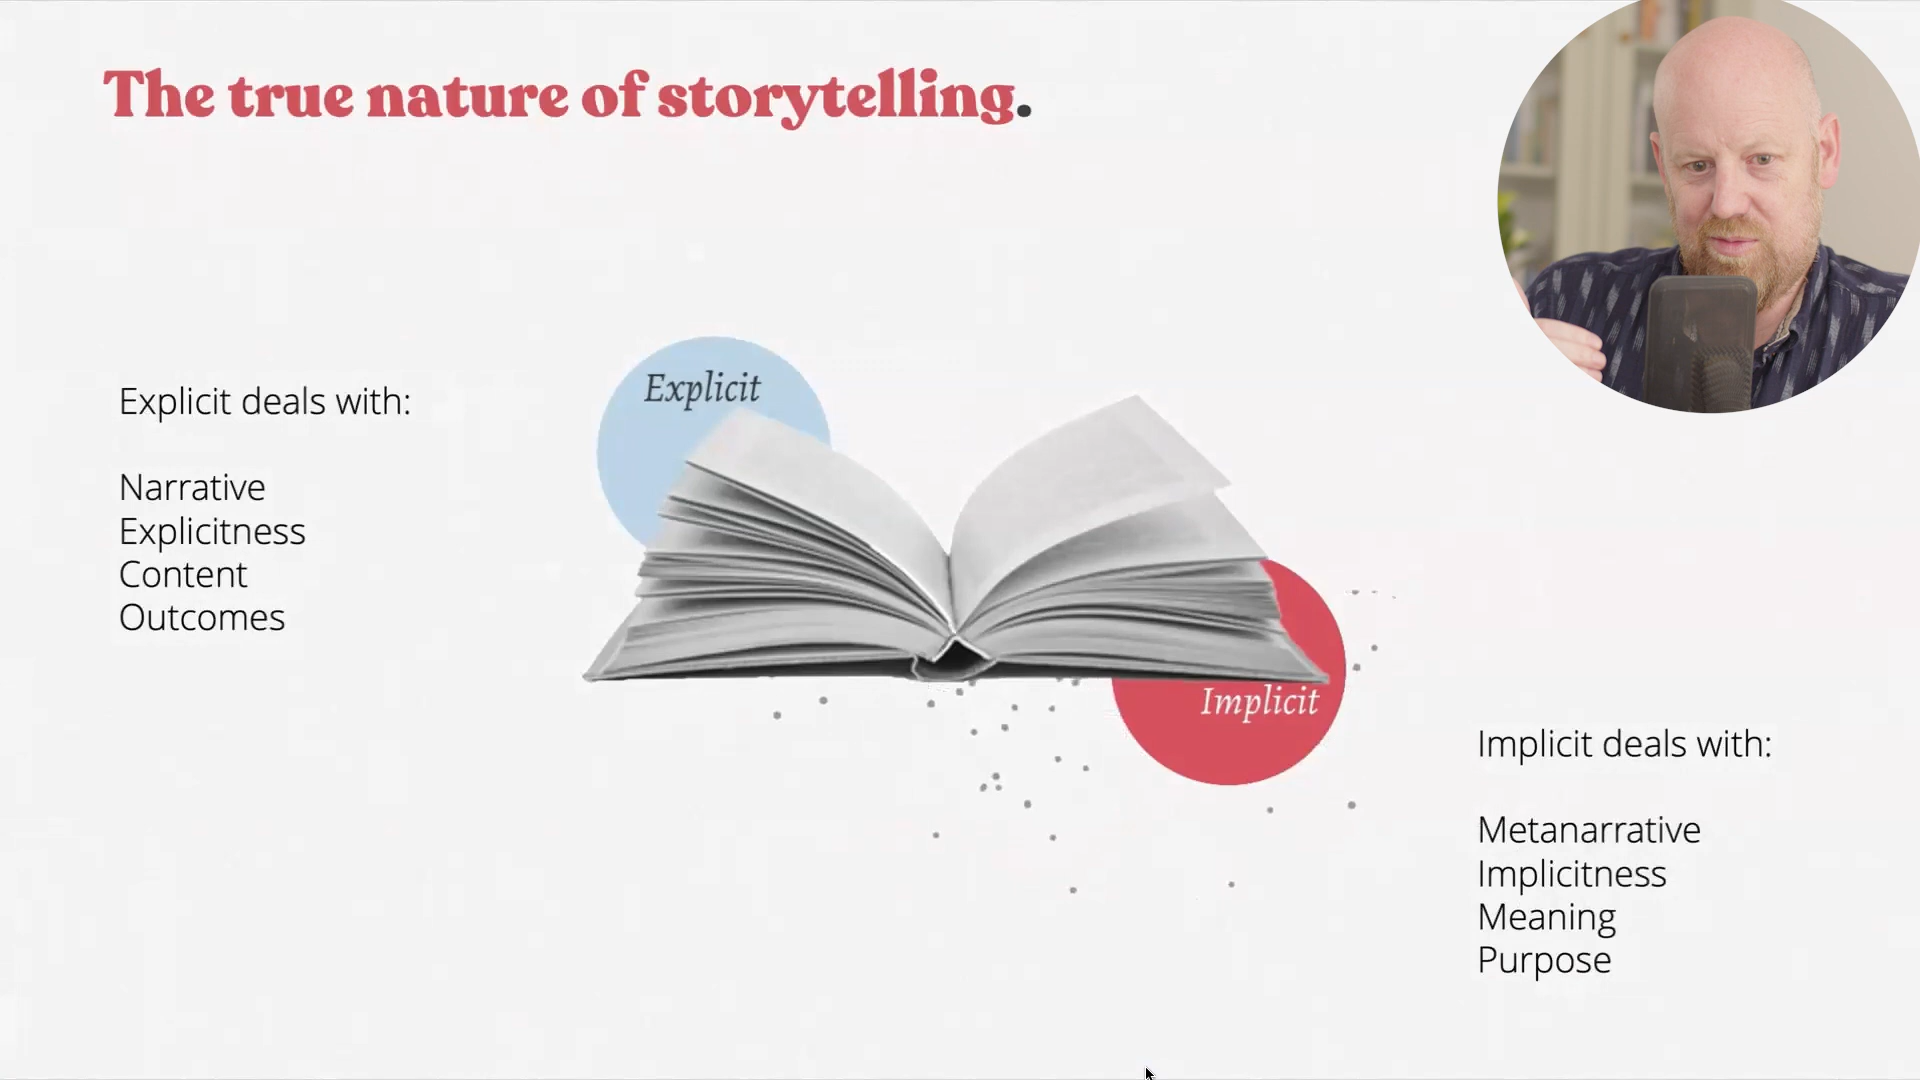 The true nature of storytelling.
Explicit
Explicit deals with:
Narrative
Explicitness
Content
Outcomes
Implicit
Implicit deals with:
Metanarrative
Implicitness
Meaning
Purpose